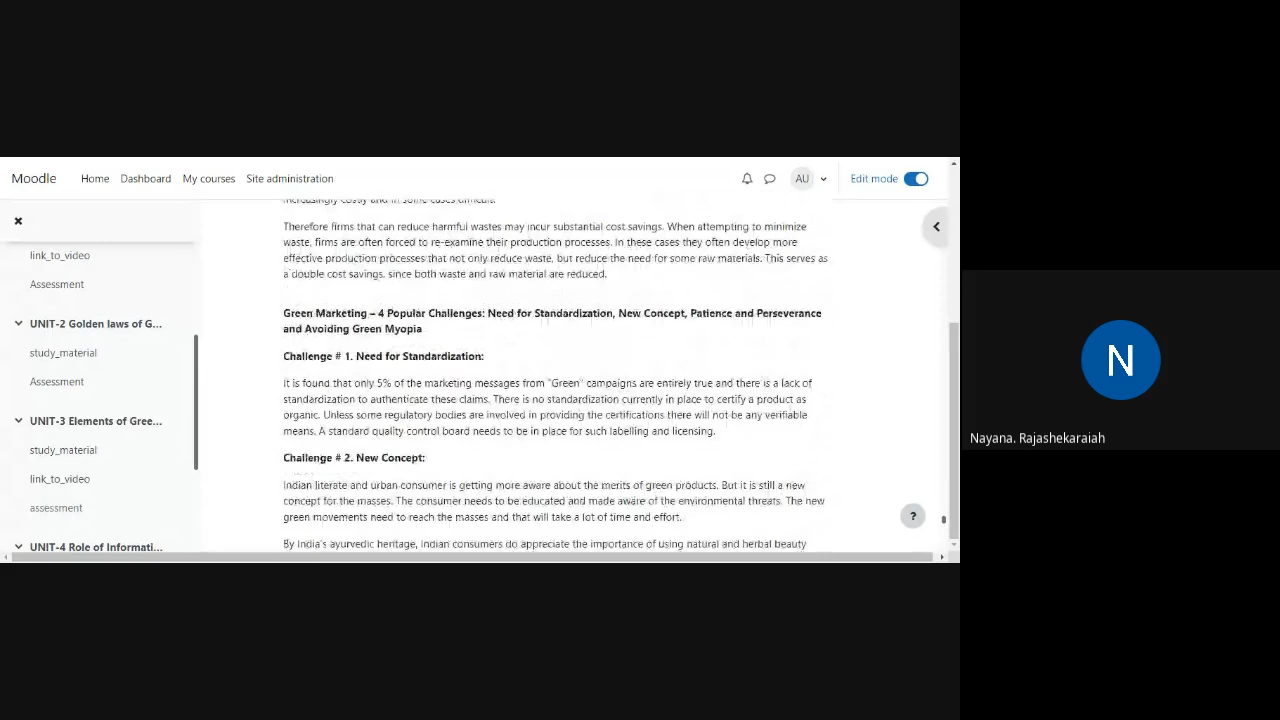 Moodle Home Dashboard My courses Site administration AU Edit mode
increasingly costly and in some cases difficult.
link_to_video
Assessment
UNIT-2 Golden laws of G...
study_material
Assessment
UNIT-3 Elements of Gree...
study_material
link_to_video
assessment
UNIT-4 Role of Informati...
Therefore firms that can reduce harmful wastes may incur substantial cost savings. When attempting to minimize
waste, firms are often forced to re-examine their production processes. In these cases they often develop more
effective production processes that not only reduce waste, but reduce the need for some raw materials. This serves as
a double cost savings, since both waste and raw material are reduced.
Green Marketing – 4 Popular Challenges: Need for Standardization, New Concept, Patience and Perseverance
and Avoiding Green Myopia
Challenge # 1. Need for Standardization:
It is found that only 5% of the marketing messages from "Green" campaigns are entirely true and there is a lack of
standardization to authenticate these claims. There is no standardization currently in place to certify a product as
organic. Unless some regulatory bodies are involved in providing the certifications there will not be any verifiable
means. A standard quality control board needs to be in place for such labelling and licensing.
Challenge # 2. New Concept:
Indian literate and urban consumer is getting more aware about the merits of green products. But it is still a new
concept for the masses. The consumer needs to be educated and made aware of the environmental threats. The new
green movements need to reach the masses and that will take a lot of time and effort.
By India's ayurvedic heritage, Indian consumers do appreciate the importance of using natural and herbal beauty
?
N
Nayana. Rajashekaraiah